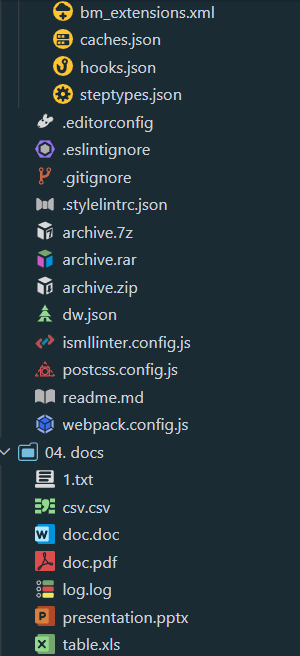 bm_extensions.xml
caches.json
hooks.json
steptypes.json
.editorconfig
.eslintignore
.gitignore
.stylelintrc.json
archive.7z
archive.rar
archive.zip
dw.json
ismllinter.config.js
postcss.config.js
readme.md
webpack.config.js
04. docs
1.txt
csv.csv
doc.doc
doc.pdf
log.log
presentation.pptx
table.xls